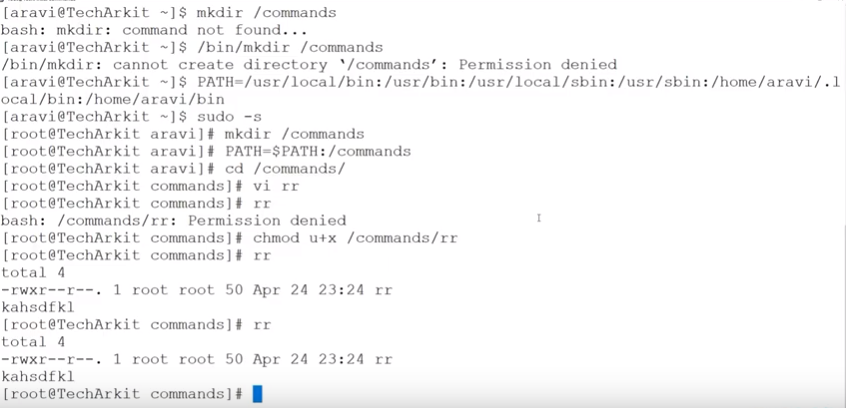 [aravi@TechArkit ~]$ mkdir /commands
bash: mkdir: command not found...
[aravi@TechArkit ~]$ /bin/mkdir /commands
/bin/mkdir: cannot create directory ‘/commands’: Permission denied
[aravi@TechArkit ~]$ PATH=/usr/local/bin:/usr/bin:/usr/local/sbin:/usr/sbin:/home/aravi/.l
ocal/bin:/home/aravi/bin
[aravi@TechArkit ~]$ sudo -s
[root@TechArkit aravi]# mkdir /commands
[root@TechArkit aravi]# PATH=$PATH:/commands
[root@TechArkit aravi]# cd /commands/
[root@TechArkit commands]# vi rr
[root@TechArkit commands]# rr
bash: /commands/rr: Permission denied
[root@TechArkit commands]# chmod u+x /commands/rr
[root@TechArkit commands]# rr
total 4
-rwxr--r--. 1 root root 50 Apr 24 23:24 rr
kahsdfkl
[root@TechArkit commands]# rr
total 4
-rwxr--r--. 1 root root 50 Apr 24 23:24 rr
kahsdfkl
[root@TechArkit commands]#